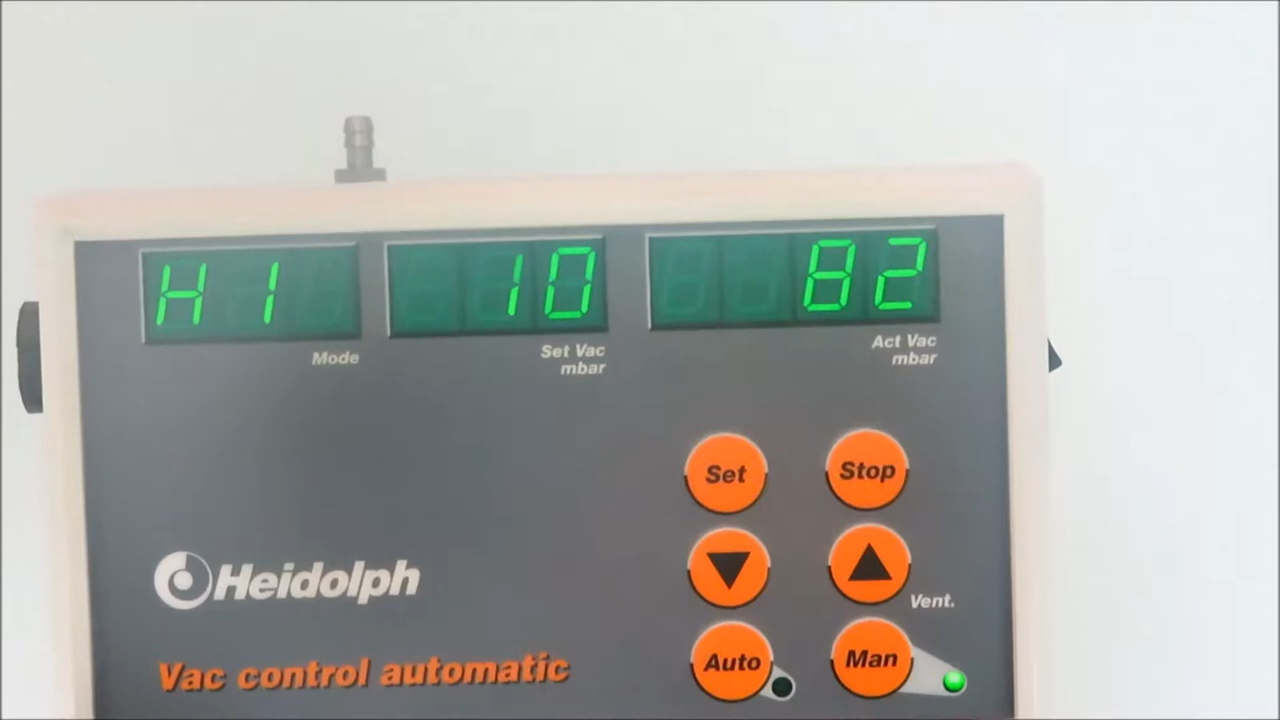 H1 10 82
Mode Set Vac mbar Act Vac mbar
Set Stop
Vent.
Auto Man
Heidolph
Vac control automatic